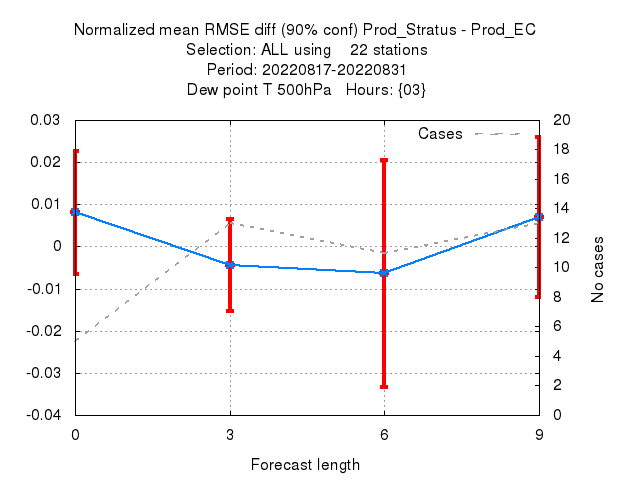 Normalized mean RMSE diff (90% conf) Prod_Stratus - Prod_EC
Selection: ALL using    22 stations
Period: 20220817-20220831
Dew point T 500hPa   Hours: {03}
Cases
0.03
0.02
0.01
0
-0.01
-0.02
-0.03
-0.04
20
18
16
14
12
10
8
6
4
2
0
No cases
0 3 6 9
Forecast length